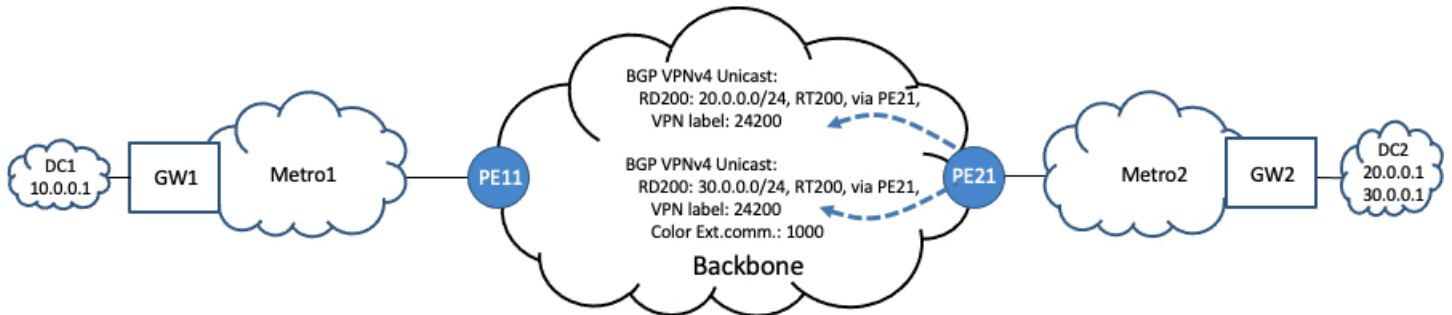 BGP VPNv4 Unicast:
RD200: 20.0.0.0/24, RT200, via PE21,
VPN label: 24200
DC1
10.0.0.1
GW1
Metro1
PE11
BGP VPNv4 Unicast:
RD200: 30.0.0.0/24, RT200, via PE21,
VPN label: 24200
Color Ext.comm.: 1000
Backbone
PE21
Metro2
GW2
DC2
20.0.0.1
30.0.0.1